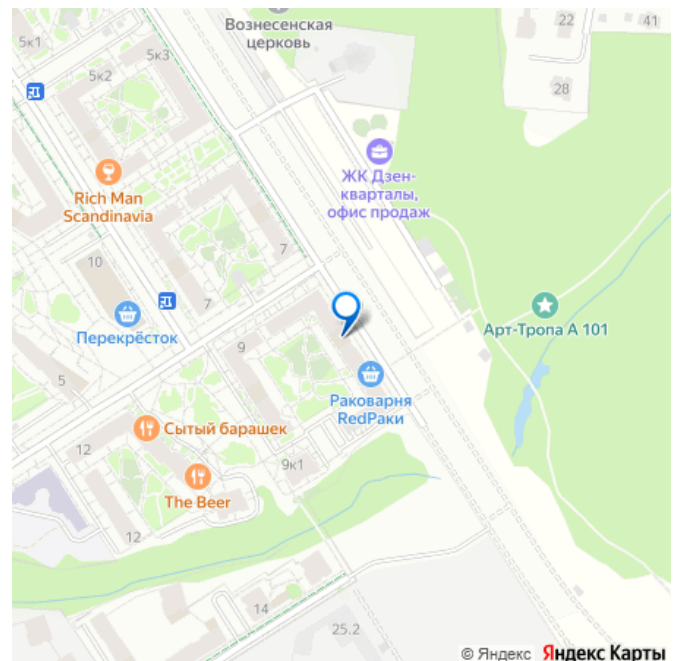 Вознесенская
церковь
22
41
5к1
5к3
5к2
28
ЖК Дзен-
кварталы,
офис продаж
Rich Man
Scandinavia
7
10
7
Перекрёсток
Арт-Тропа А 101
9
5
Раковарня
RedРаки
Сытый барашек
12
9к1
The Beer
12
14
25.2
© Яндекс Яндекс Карты